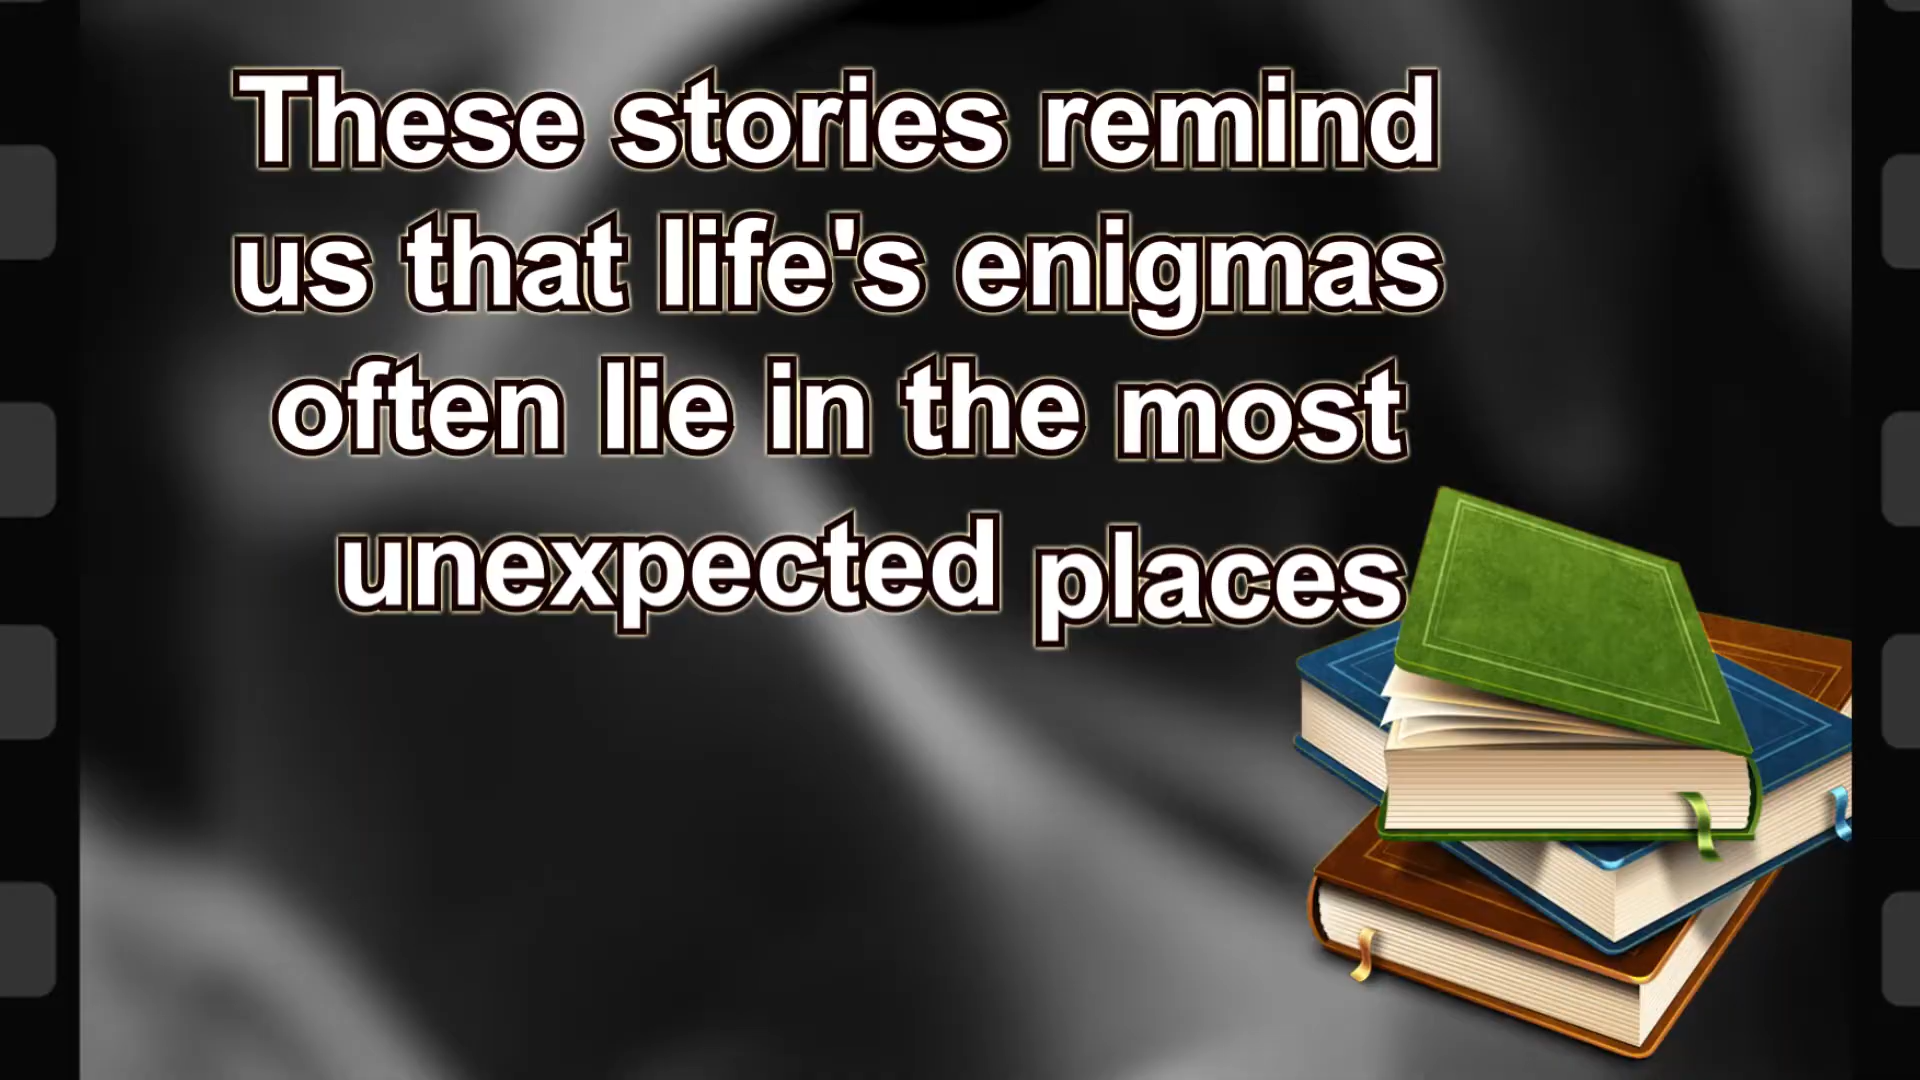 These stories remind
us that life's enigmas
often lie in the most
unexpected places